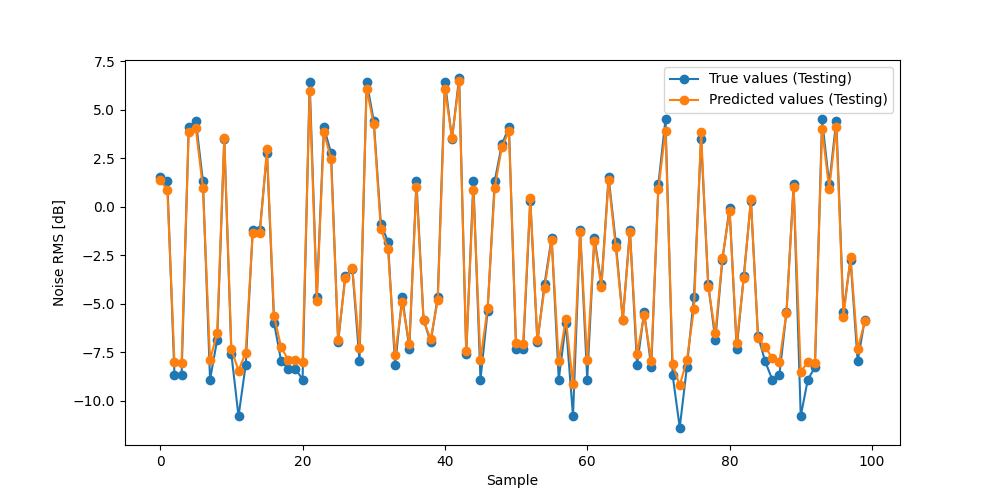 7.5
5.0
2.5
0.0
−2.5
−5.0
−7.5
−10.0
Noise RMS [dB]
True values (Testing)
Predicted values (Testing)
0 20 40 60 80 100
Sample